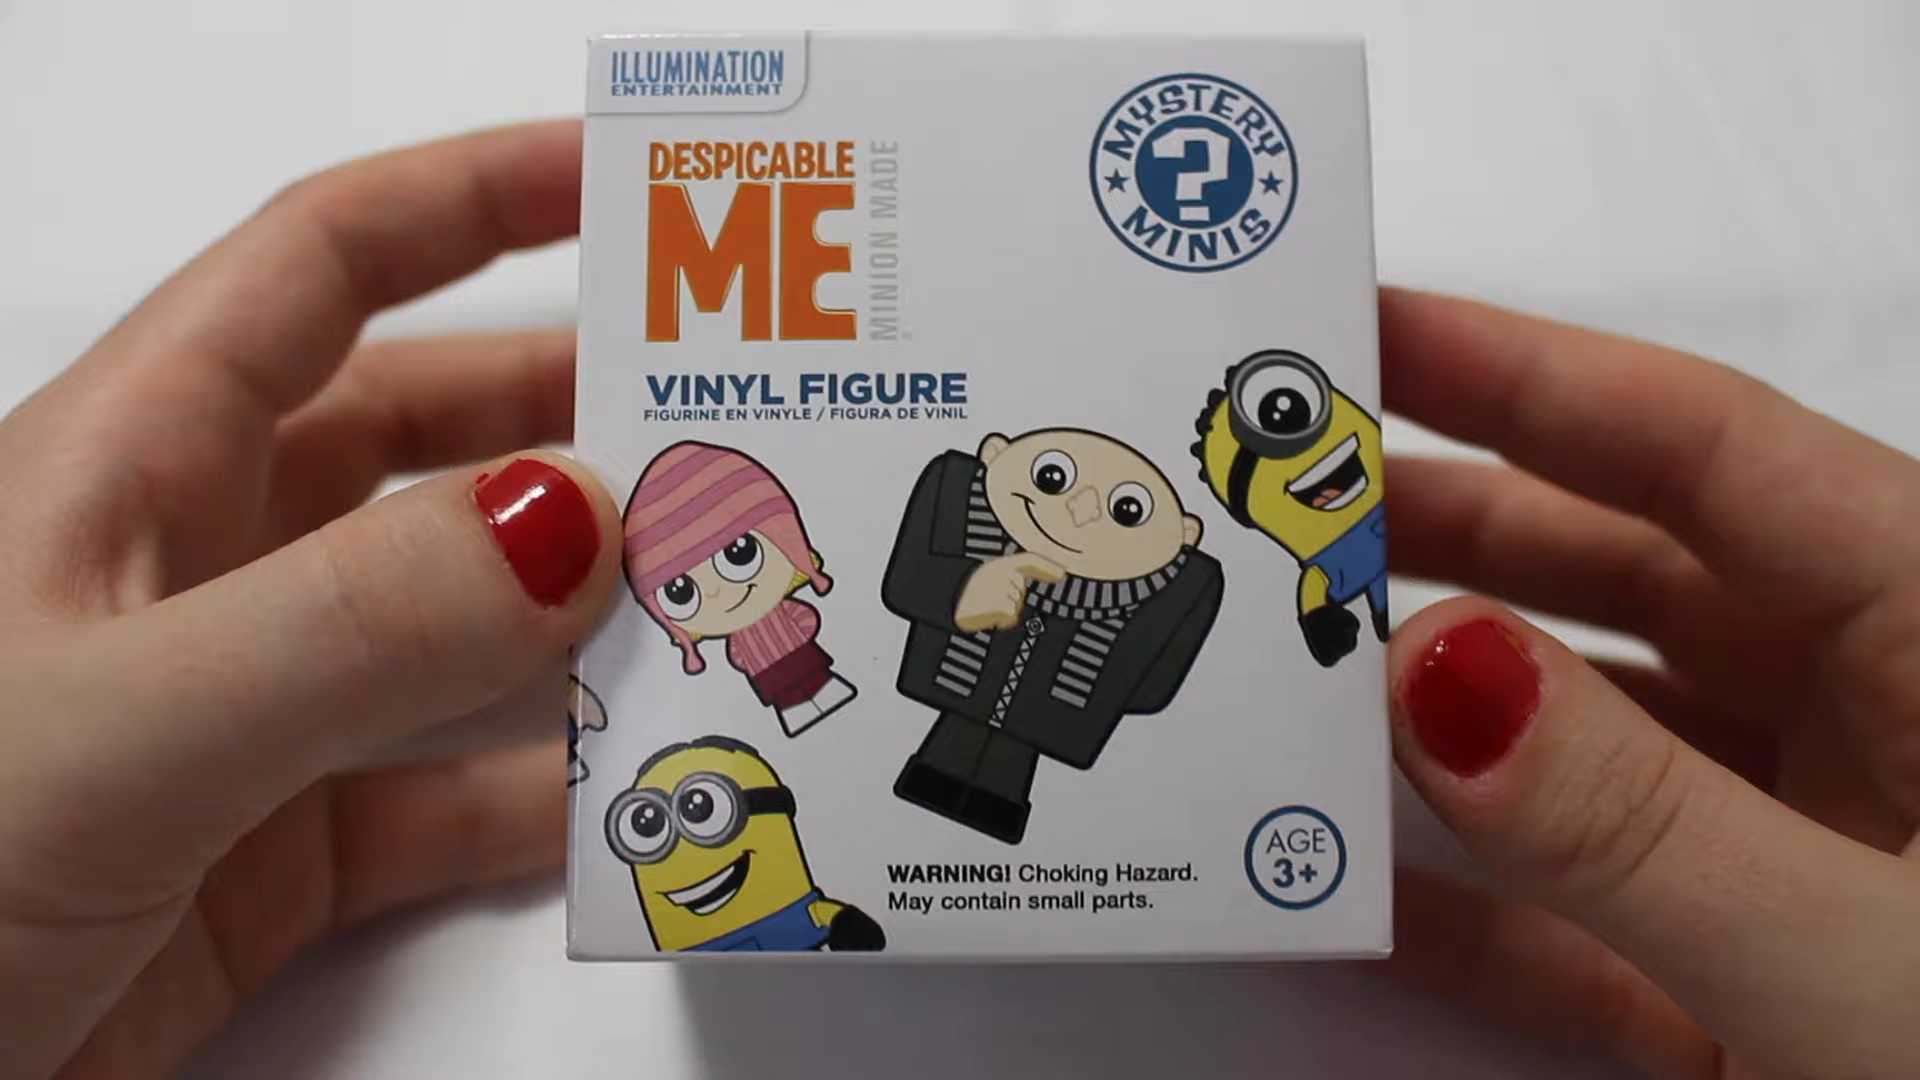 ILLUMINATION
ENTERTAINMENT
MYSTERY
?
MINIS
DESPICABLE
ME
MINION MADE
VINYL FIGURE
FIGURINE EN VINYLE / FIGURA DE VINIL
WARNING! Choking Hazard.
May contain small parts.
AGE
3+